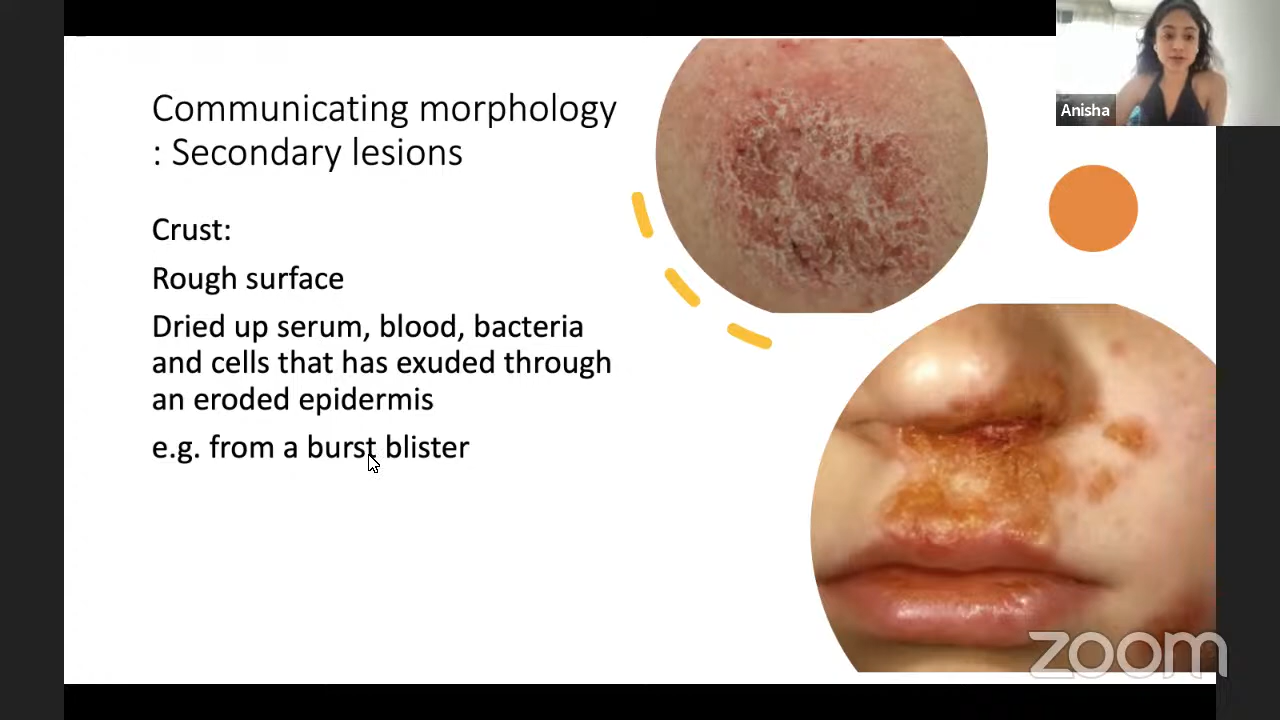 Communicating morphology
: Secondary lesions
Crust:
Rough surface
Dried up serum, blood, bacteria
and cells that has exuded through
an eroded epidermis
e.g. from a burst blister
Anisha
zoom